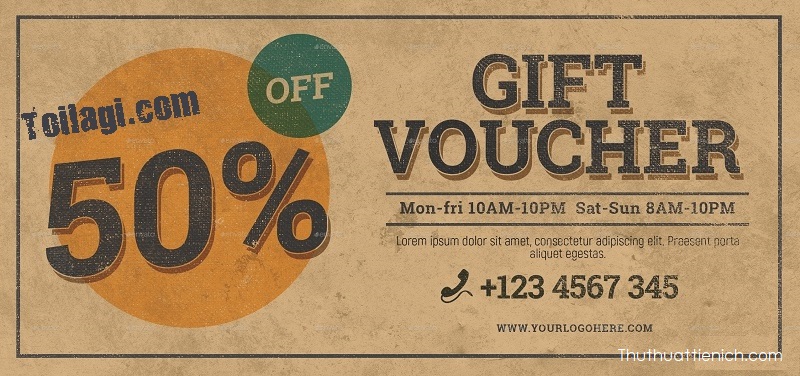 Toilagi.com
OFF
50%
GIFT
VOUCHER
Mon-fri 10AM-10PM Sat-Sun 8AM-10PM
Lorem ipsum dolor sit amet, consectetur adipiscing elit. Praesent porta
aliquet egestas.
+123 4567 345
WWW.YOURLOGOHERE.COM
Thuthuattienich.com